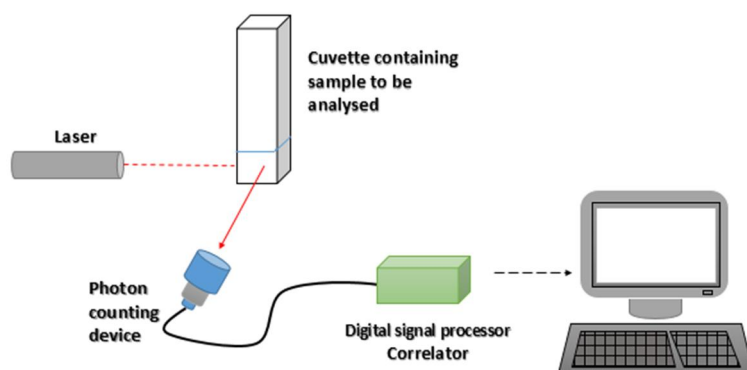 Cuvette containing
sample to be
analysed
Laser
Photon
counting
device
Digital signal processor
Correlator